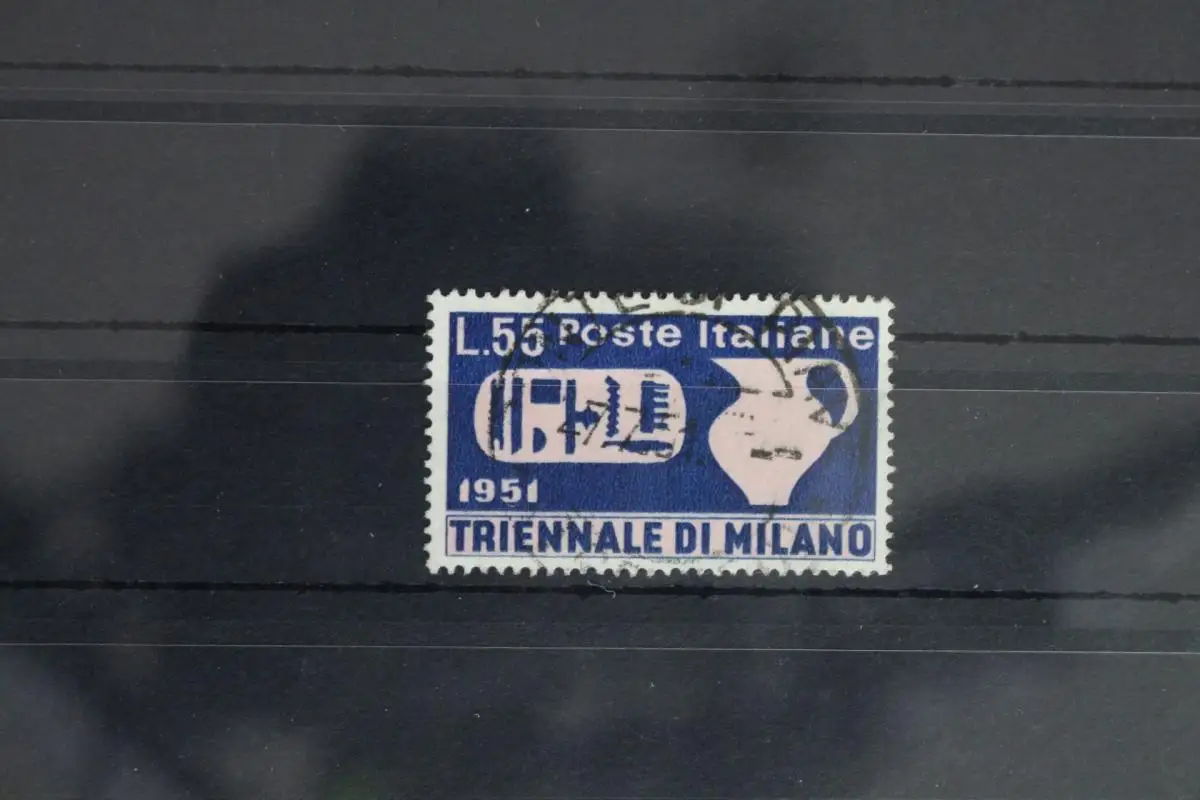 L.55 Poste Italiane
1951
TRIENNALE DI MILANO